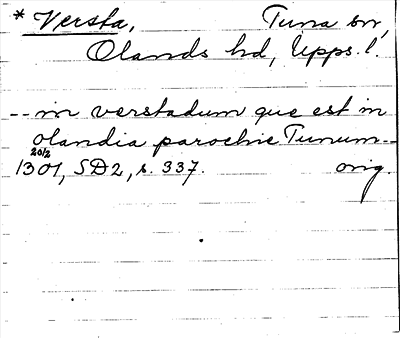 * Versta, Tuna sn,
Olands hd, Upps. l.
-- in verstadum que est in
olandia parochie Tunum --
20/2
1301, SD2, s. 337. orig.